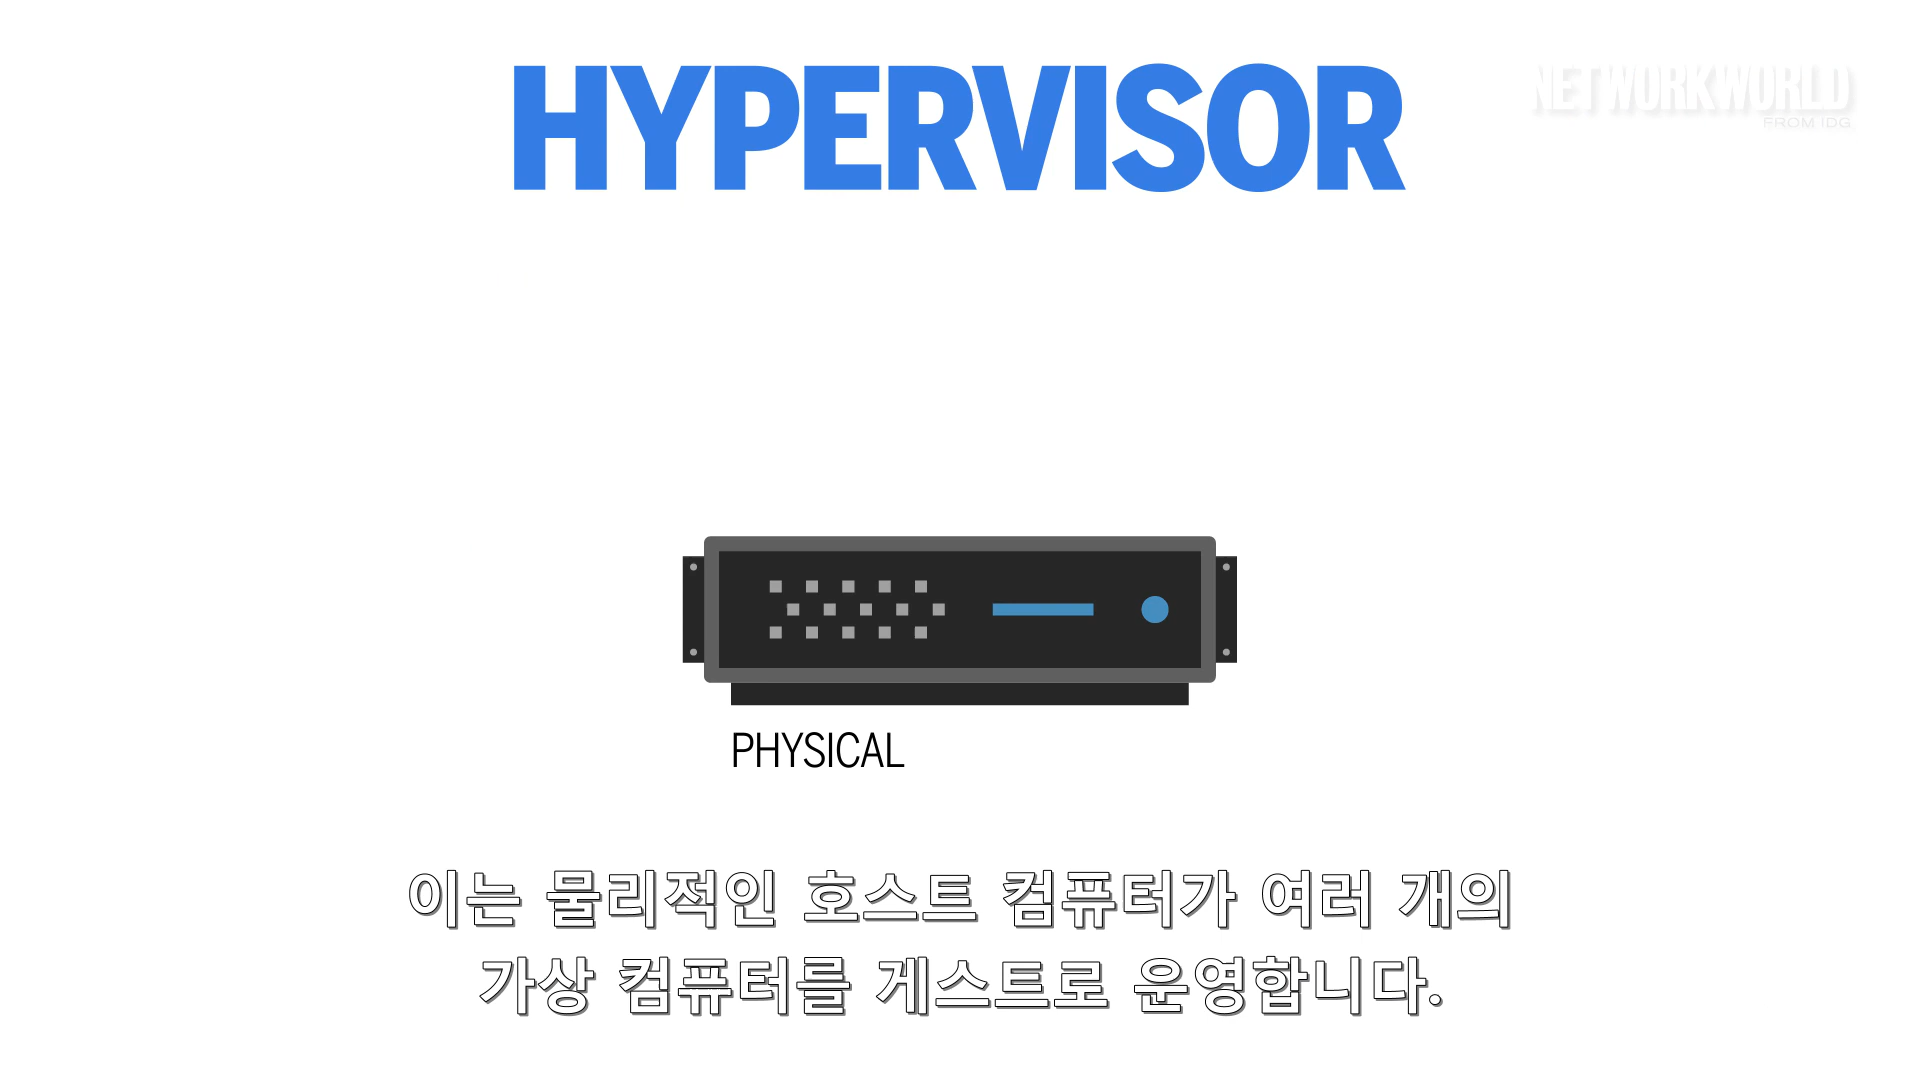 HYPERVISOR
NETWORKWORLD
FROM IDG
PHYSICAL
이는 물리적인 호스트 컴퓨터가 여러 개의
가상 컴퓨터를 게스트로 운영합니다.